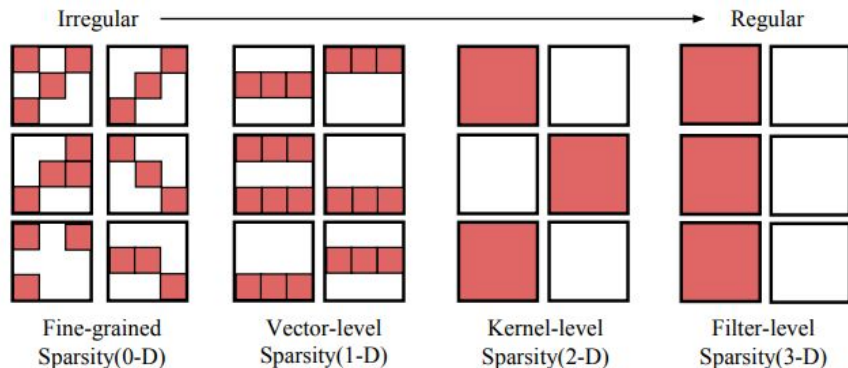 Irregular
Regular
Fine-grained
Sparsity(0-D)
Vector-level
Sparsity(1-D)
Kernel-level
Sparsity(2-D)
Filter-level
Sparsity(3-D)